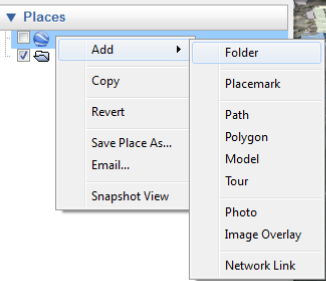 Places
Add
Copy
Revert
Save Place As...
Email...
Snapshot View
Folder
Placemark
Path
Polygon
Model
Tour
Photo
Image Overlay
Network Link